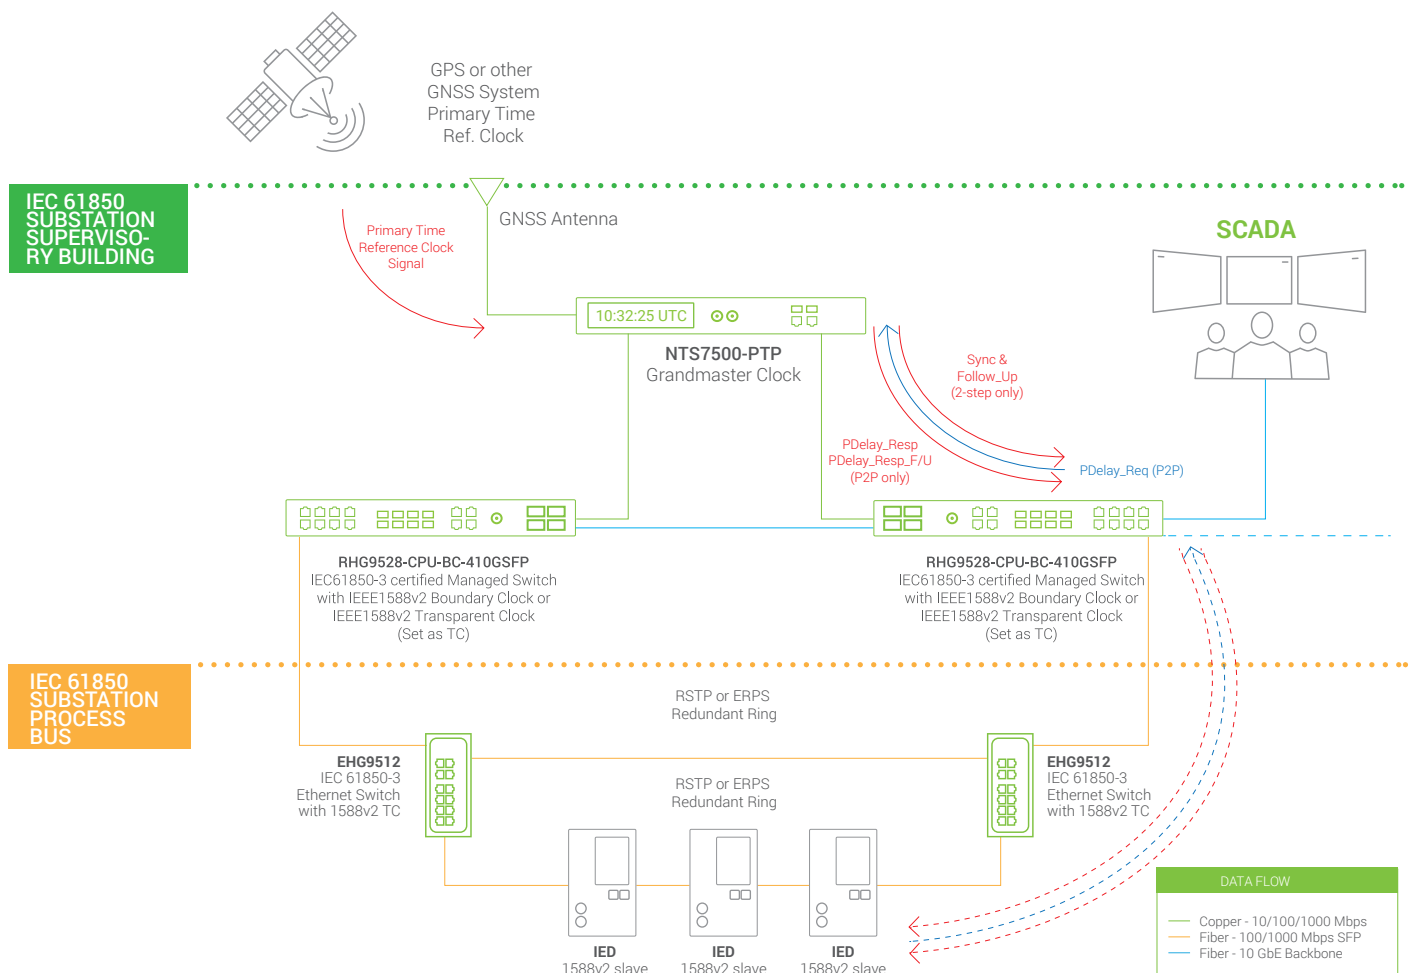 GPS or other
GNSS System
Primary Time
Ref. Clock
IEC 61850
SUBSTATION
SUPERVISO-
RY BUILDING
GNSS Antenna
Primary Time
Reference Clock
Signal
SCADA
10:32:25 UTC
NTS7500-PTP
Grandmaster Clock
Sync &
Follow_Up
(2-step only)
PDelay_Resp
PDelay_Resp_F/U
(P2P only)
PDelay_Req (P2P)
RHG9528-CPU-BC-410GSFP
IEC61850-3 certified Managed Switch
with IEEE1588v2 Boundary Clock or
IEEE1588v2 Transparent Clock
(Set as TC)
RHG9528-CPU-BC-410GSFP
IEC61850-3 certified Managed Switch
with IEEE1588v2 Boundary Clock or
IEEE1588v2 Transparent Clock
(Set as TC)
IEC 61850
SUBSTATION
PROCESS
BUS
RSTP or ERPS
Redundant Ring
EHG9512
IEC 61850-3
Ethernet Switch
with 1588v2 TC
RSTP or ERPS
Redundant Ring
EHG9512
IEC 61850-3
Ethernet Switch
with 1588v2 TC
IED
1588v2 slave
IED
1588v2 slave
IED
1588v2 slave
DATA FLOW
Copper - 10/100/1000 Mbps
Fiber - 100/1000 Mbps SFP
Fiber - 10 GbE Backbone